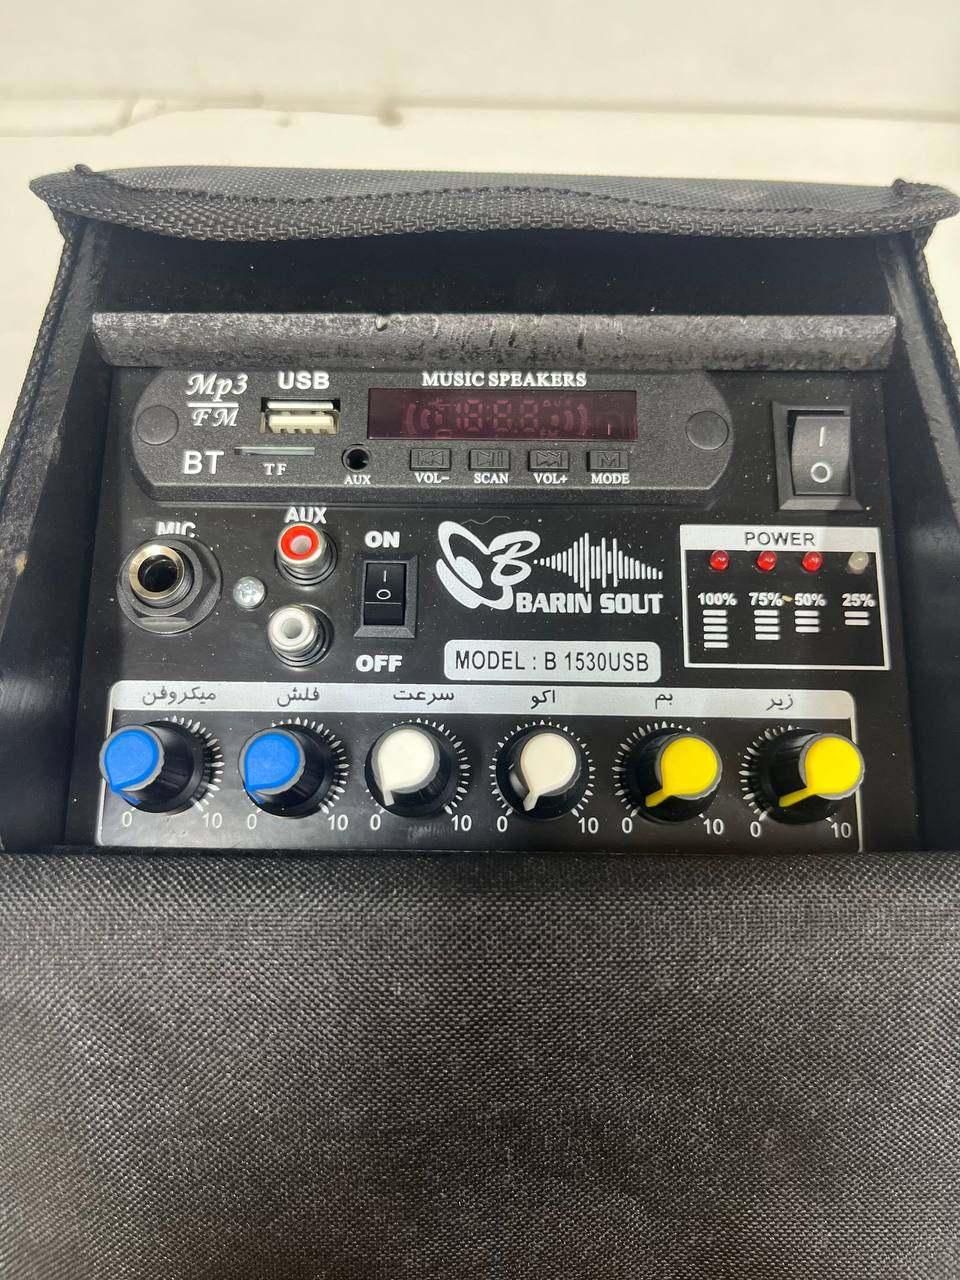 Mp3
FM
USB
MUSIC SPEAKERS
BT
TF
AUX
VOL-
SCAN
VOL+
MODE
MIC
AUX
ON
OFF
B
BARIN SOUT
MODEL : B 1530USB
POWER
100% 75% 50% 25%
میکروفن فلش سرعت اکو بم زیر
0 10 0 10 0 10 0 10 0 10 0 10